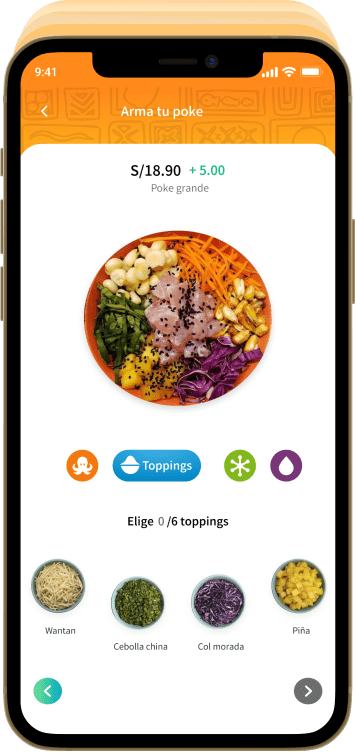 9:41
Arma tu poke
S/18.90 + 5.00
Poke grande
Toppings
Elige 0 /6 toppings
Wantan
Cebolla china
Col morada
Piña